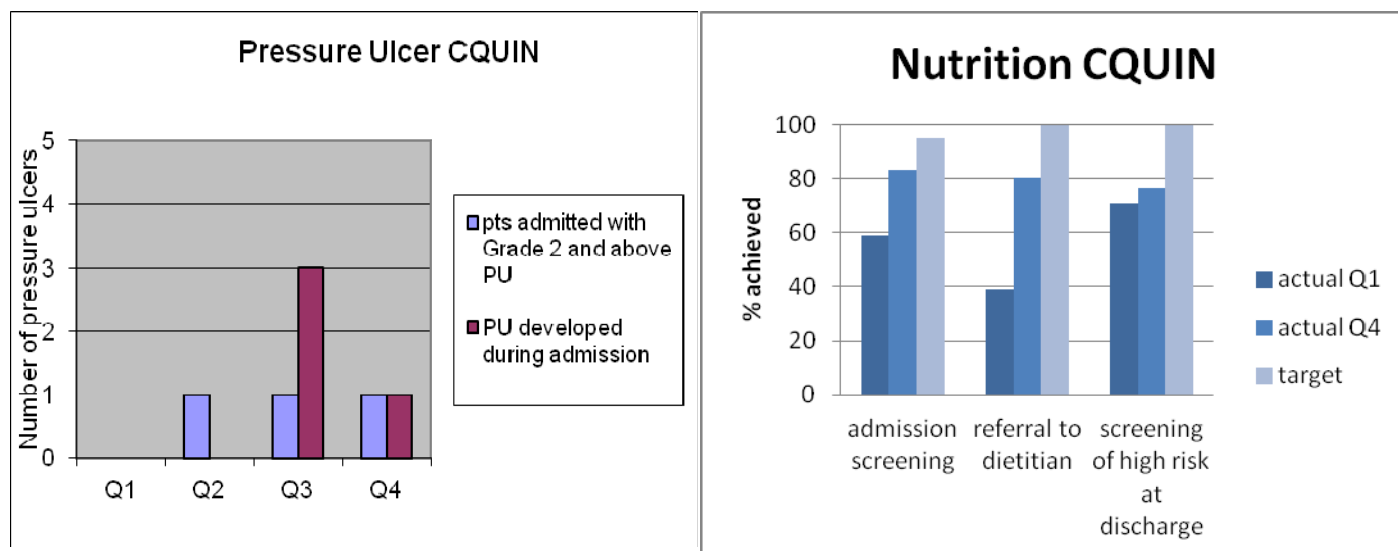 Pressure Ulcer CQUIN
Number of pressure ulcers
5
4
3
2
1
0
Q1 Q2 Q3 Q4
pts admitted with
Grade 2 and above
PU
PU developed
during admission
Nutrition CQUIN
% achieved
100
80
60
40
20
0
admission
screening
referral to
dietitian
screening
of high risk
at
discharge
actual Q1
actual Q4
target